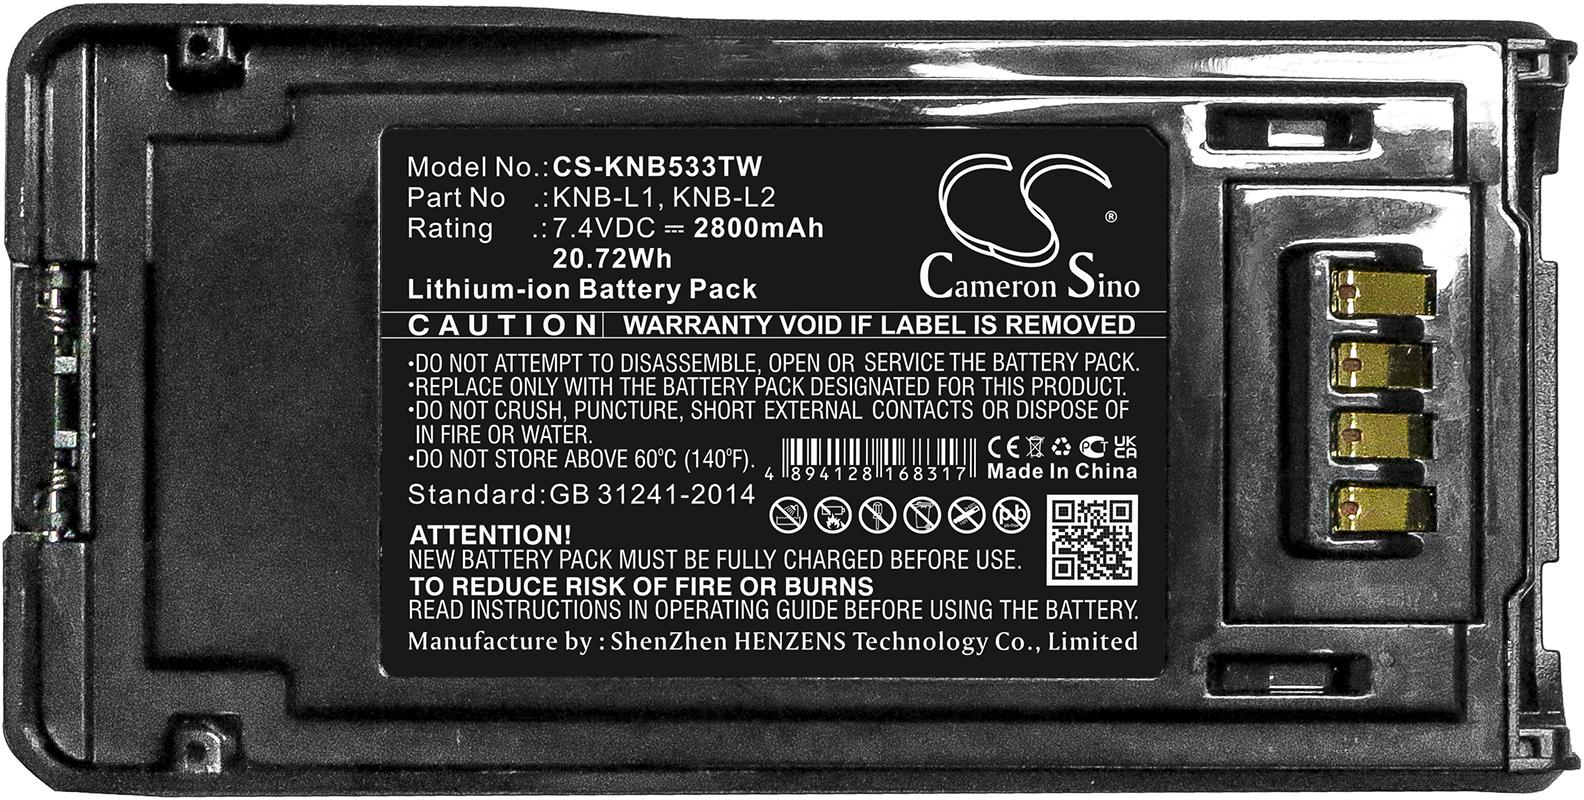 Model No.:CS-KNB533TW
Part No .:KNB-L1, KNB-L2
Rating .:7.4VDC ⎓ 2800mAh
20.72Wh
Lithium-ion Battery Pack
CS
®
Cameron Sino
CAUTION | WARRANTY VOID IF LABEL IS REMOVED
•DO NOT ATTEMPT TO DISASSEMBLE, OPEN OR SERVICE THE BATTERY PACK.
•REPLACE ONLY WITH THE BATTERY PACK DESIGNATED FOR THIS PRODUCT.
•DO NOT CRUSH, PUNCTURE, SHORT EXTERNAL CONTACTS OR DISPOSE OF
IN FIRE OR WATER.
•DO NOT STORE ABOVE 60°C (140°F).
4 894128 168317
CE PCT UKCA
Made In China
Standard:GB 31241-2014
Pb
ATTENTION!
NEW BATTERY PACK MUST BE FULLY CHARGED BEFORE USE.
TO REDUCE RISK OF FIRE OR BURNS
READ INSTRUCTIONS IN OPERATING GUIDE BEFORE USING THE BATTERY.
Manufacture by : ShenZhen HENZENS Technology Co., Limited